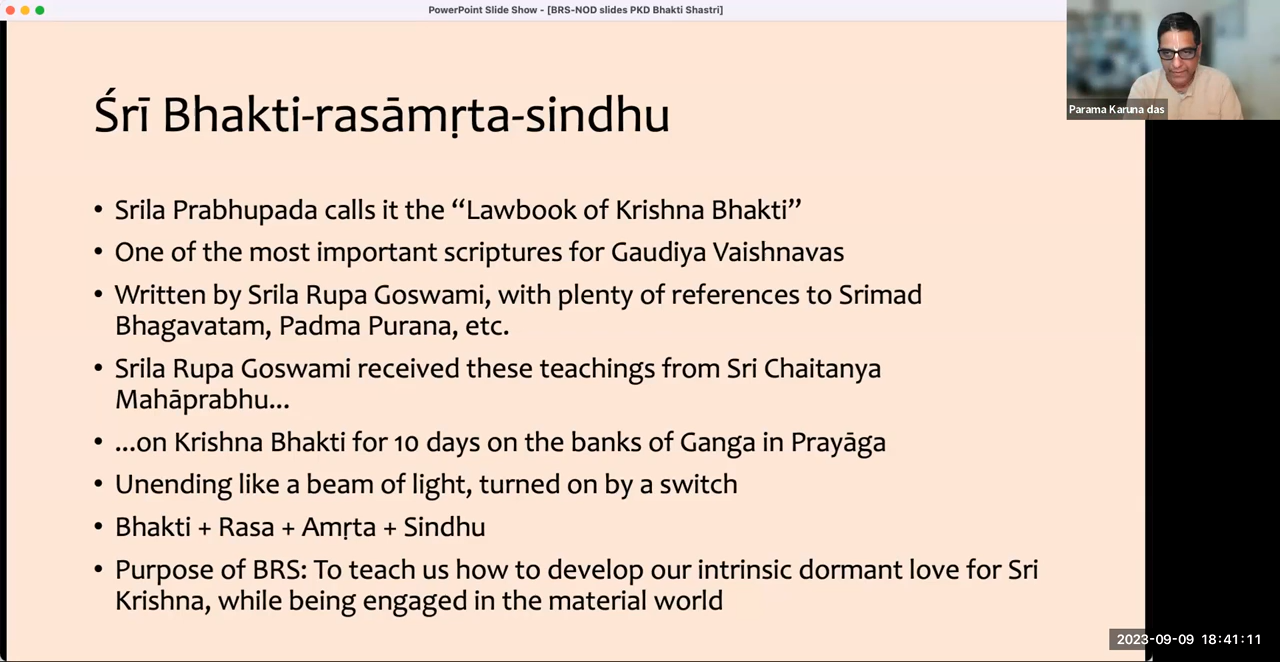 PowerPoint Slide Show - [BRS-NOD slides PKD Bhakti Shastri]
Parama Karuna das
Śrī Bhakti-rasāmṛta-sindhu
• Srila Prabhupada calls it the “Lawbook of Krishna Bhakti”
• One of the most important scriptures for Gaudiya Vaishnavas
• Written by Srila Rupa Goswami, with plenty of references to Srimad
Bhagavatam, Padma Purana, etc.
• Srila Rupa Goswami received these teachings from Sri Chaitanya
Mahāprabhu...
• ...on Krishna Bhakti for 10 days on the banks of Ganga in Prayāga
• Unending like a beam of light, turned on by a switch
• Bhakti + Rasa + Amṛta + Sindhu
• Purpose of BRS: To teach us how to develop our intrinsic dormant love for Sri
Krishna, while being engaged in the material world
2023-09-09 18:41:11